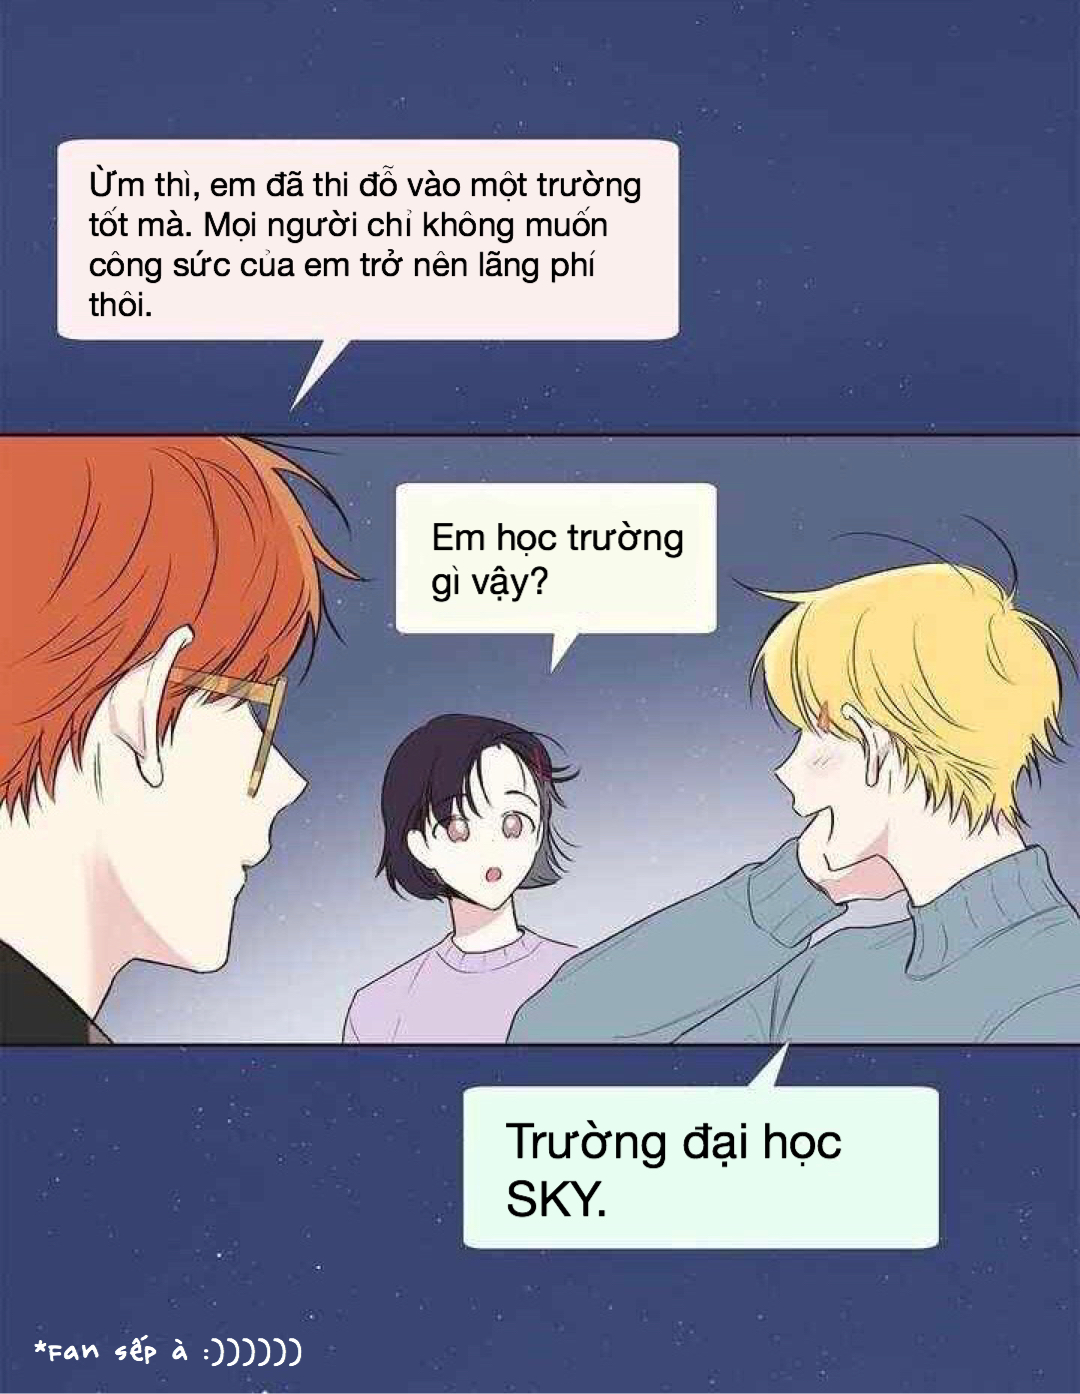 Ừm thì, em đã thi đỗ vào một trường
tốt mà. Mọi người chỉ không muốn
công sức của em trở nên lãng phí
thôi.
Em học trường
gì vậy?
Trường đại học
SKY.
*Fan sếp à :))))))